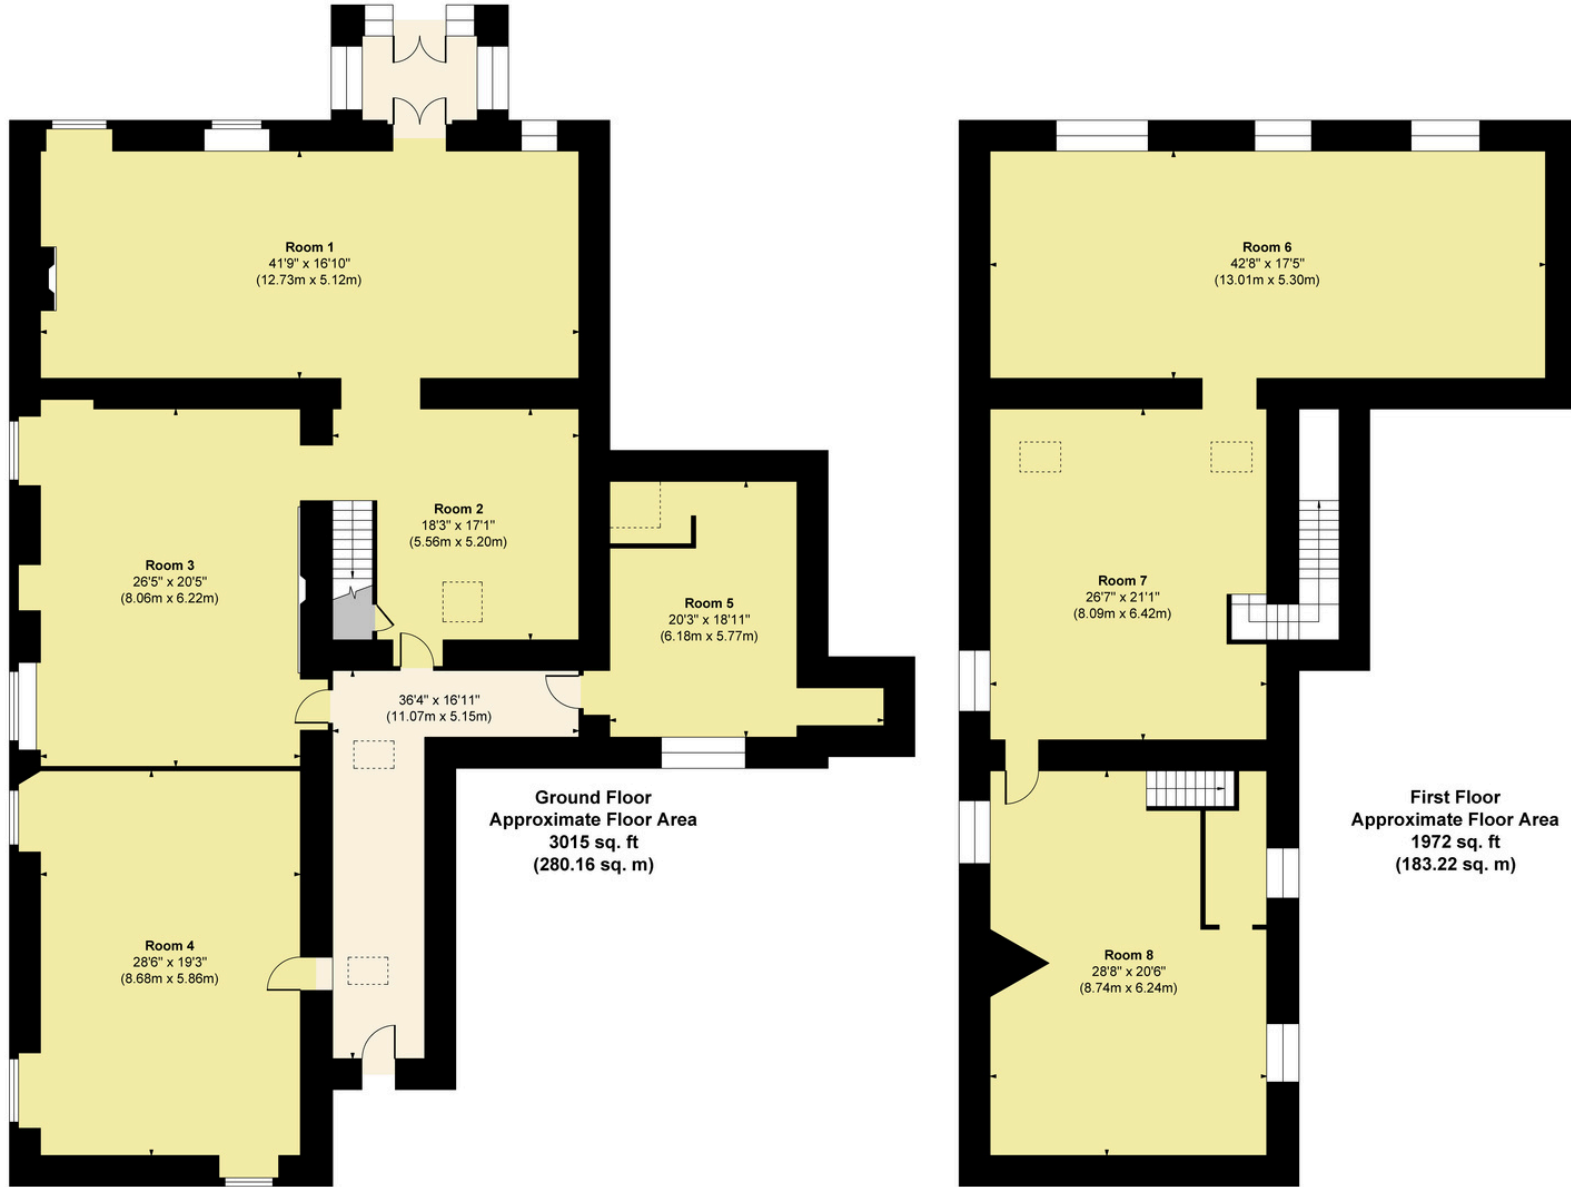 Room 1
41'9" x 16'10"
(12.73m x 5.12m)
Room 2
18'3" x 17'1"
(5.56m x 5.20m)
Room 3
26'5" x 20'5"
(8.06m x 6.22m)
Room 5
20'3" x 18'11"
(6.18m x 5.77m)
36'4" x 16'11"
(11.07m x 5.15m)
Room 4
28'6" x 19'3"
(8.68m x 5.86m)
Ground Floor
Approximate Floor Area
3015 sq. ft
(280.16 sq. m)
Room 6
42'8" x 17'5"
(13.01m x 5.30m)
Room 7
26'7" x 21'1"
(8.09m x 6.42m)
Room 8
28'8" x 20'6"
(8.74m x 6.24m)
First Floor
Approximate Floor Area
1972 sq. ft
(183.22 sq. m)